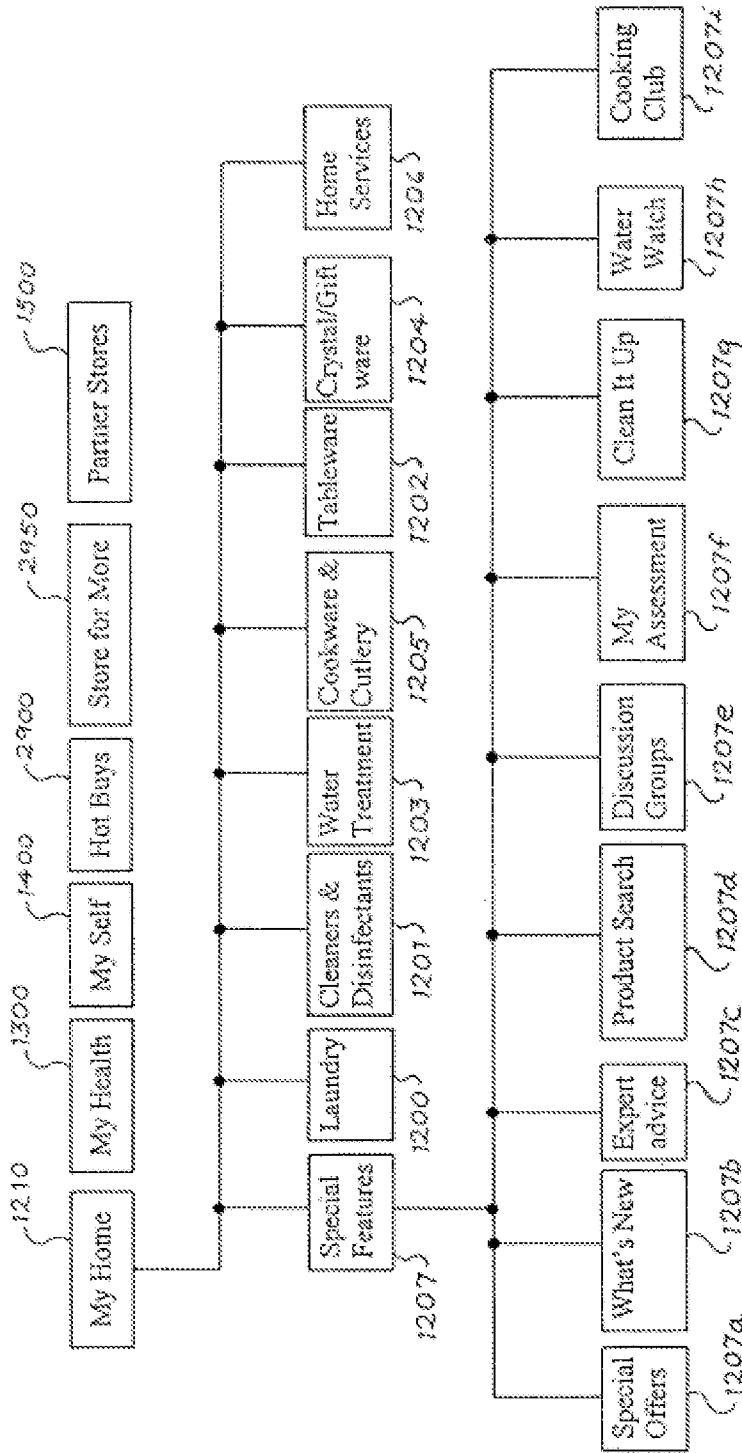 1210
1300
1400
2900
2950
1500
My Home
My Health
My Self
Hot Buys
Store for More
Partner Stores
Special
Features
Laundry
Cleaners &
Disinfectants
Water
Treatment
Cookware &
Cutlery
Tableware
Crystal/Gift
ware
Home
Services
1207
1200
1201
1203
1205
1202
1204
1206
Special
Offers
What's New
Expert
advice
Product Search
Discussion
Groups
My
Assessment
Clean It Up
Water
Watch
Cooking
Club
1207a
1207b
1207c
1207d
1207e
1207f
1207g
1207h
1207i